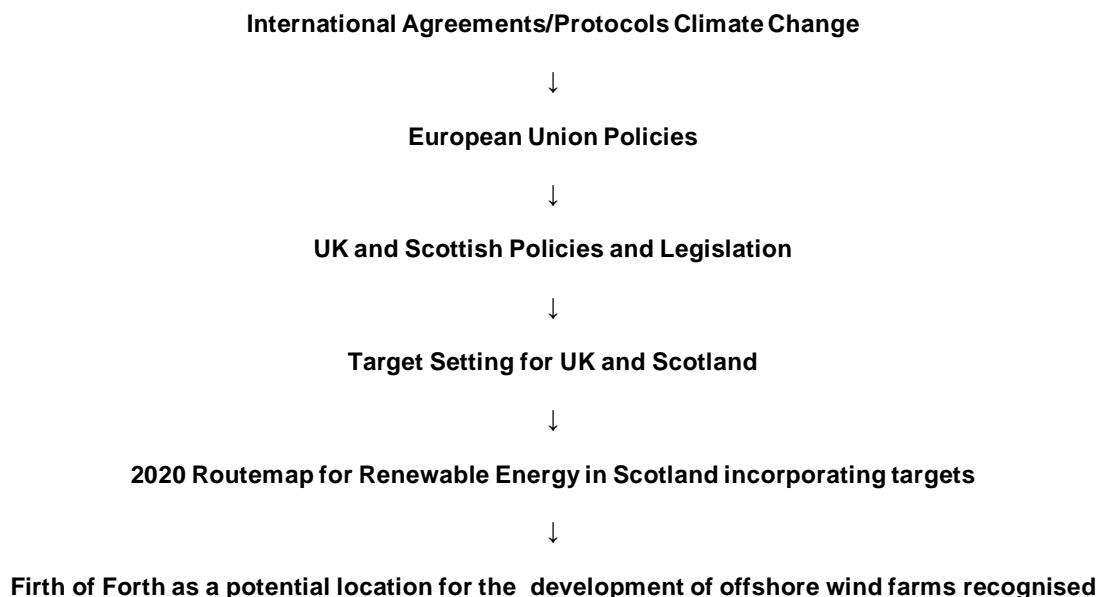 International Agreements/Protocols Climate Change
↓
European Union Policies
↓
UK and Scottish Policies and Legislation
↓
Target Setting for UK and Scotland
↓
2020 Routemap for Renewable Energy in Scotland incorporating targets
↓
Firth of Forth as a potential location for the development of offshore wind farms recognised